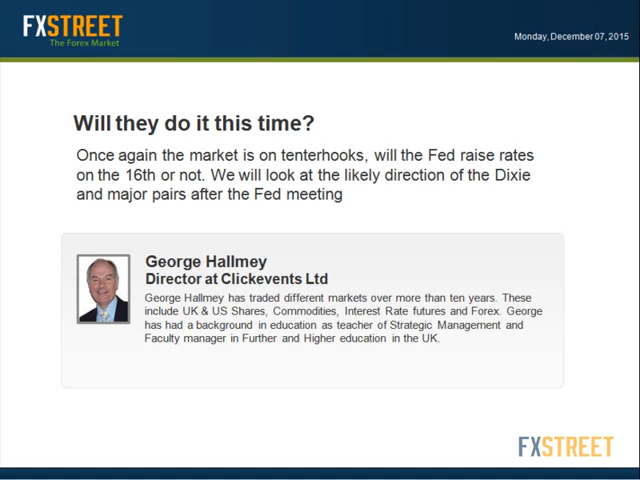 FXSTREET
The Forex Market
Monday, December 07, 2015
Will they do it this time?
Once again the market is on tenterhooks, will the Fed raise rates
on the 16th or not. We will look at the likely direction of the Dixie
and major pairs after the Fed meeting
George Hallmey
Director at Clickevents Ltd
George Hallmey has traded different markets over more than ten years. These
include UK & US Shares, Commodities, Interest Rate futures and Forex. George
has had a background in education as teacher of Strategic Management and
Faculty manager in Further and Higher education in the UK.
FXSTREET